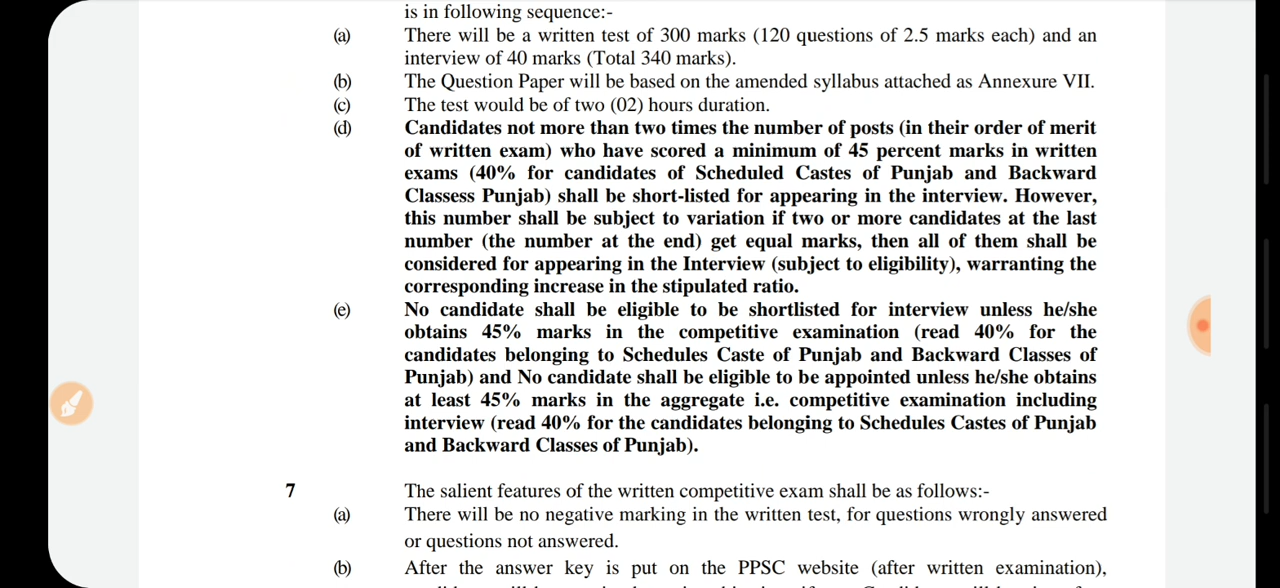 is in following sequence:-
(a) There will be a written test of 300 marks (120 questions of 2.5 marks each) and an
interview of 40 marks (Total 340 marks).
(b) The Question Paper will be based on the amended syllabus attached as Annexure VII.
(c) The test would be of two (02) hours duration.
(d) Candidates not more than two times the number of posts (in their order of merit
of written exam) who have scored a minimum of 45 percent marks in written
exams (40% for candidates of Scheduled Castes of Punjab and Backward
Classess Punjab) shall be short-listed for appearing in the interview. However,
this number shall be subject to variation if two or more candidates at the last
number (the number at the end) get equal marks, then all of them shall be
considered for appearing in the Interview (subject to eligibility), warranting the
corresponding increase in the stipulated ratio.
(e) No candidate shall be eligible to be shortlisted for interview unless he/she
obtains 45% marks in the competitive examination (read 40% for the
candidates belonging to Schedules Caste of Punjab and Backward Classes of
Punjab) and No candidate shall be eligible to be appointed unless he/she obtains
at least 45% marks in the aggregate i.e. competitive examination including
interview (read 40% for the candidates belonging to Schedules Castes of Punjab
and Backward Classes of Punjab).
7 The salient features of the written competitive exam shall be as follows:-
(a) There will be no negative marking in the written test, for questions wrongly answered
or questions not answered.
(b) After the answer key is put on the PPSC website (after written examination),